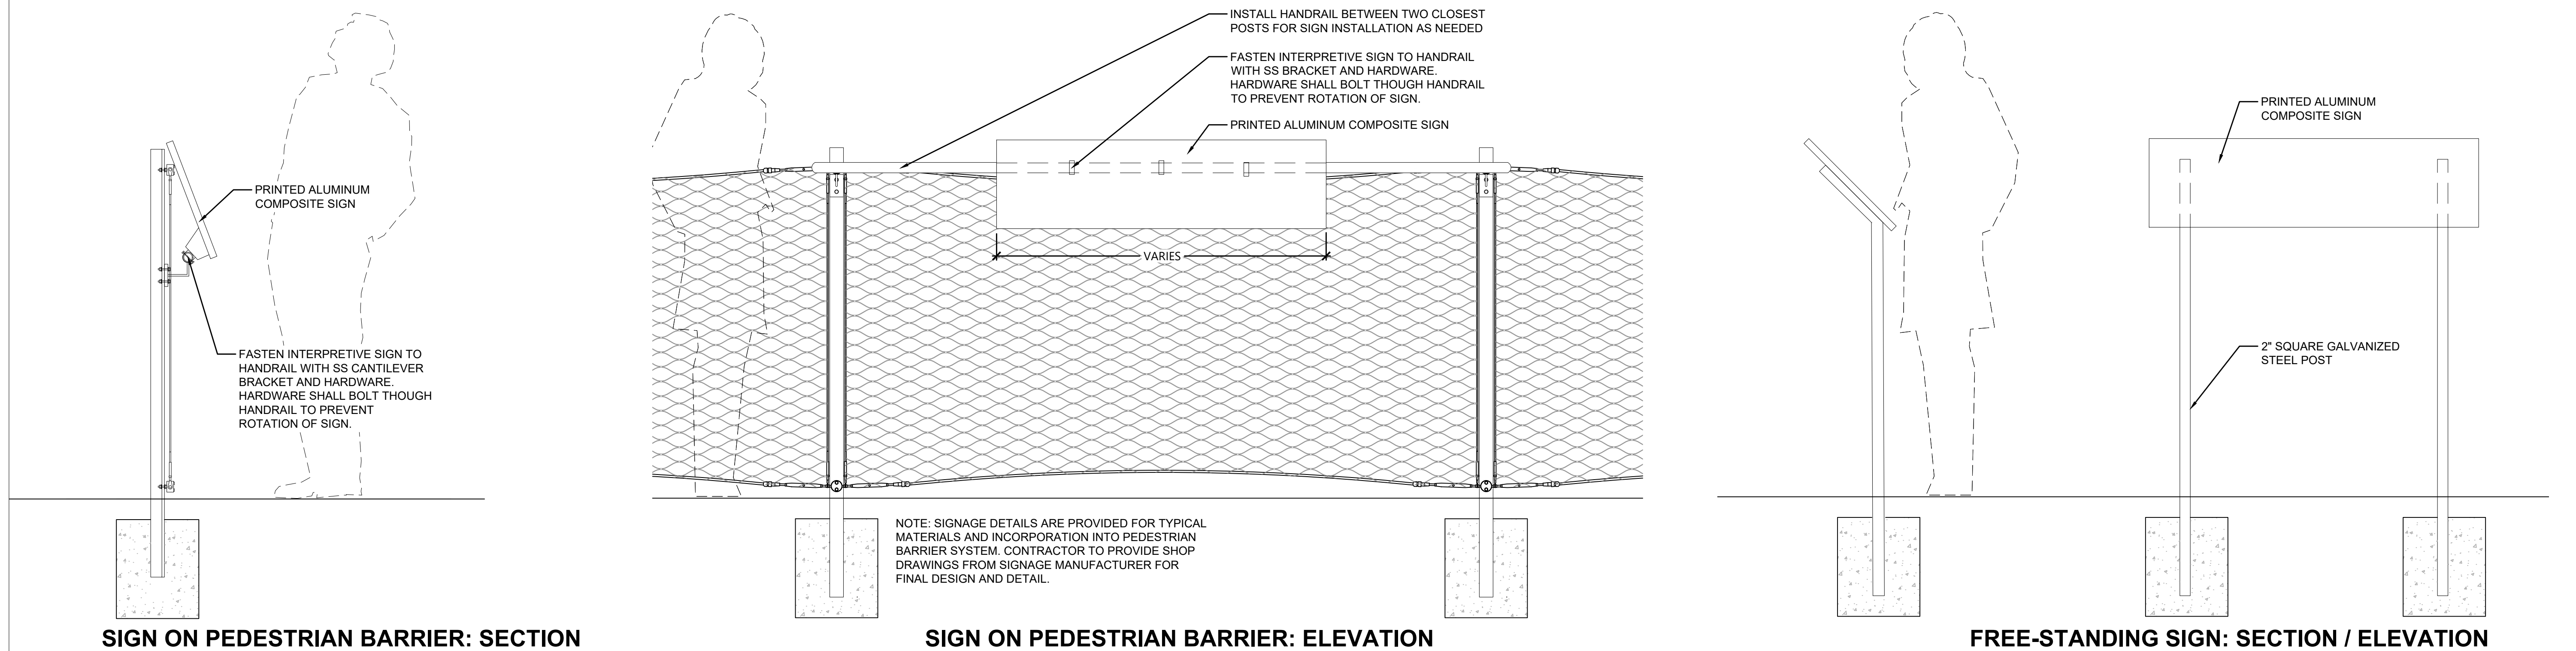 PRINTED ALUMINUM
COMPOSITE SIGN
FASTEN INTERPRETIVE SIGN TO
HANDRAIL WITH SS CANTILEVER
BRACKET AND HARDWARE.
HARDWARE SHALL BOLT THOUGH
HANDRAIL TO PREVENT
ROTATION OF SIGN.
SIGN ON PEDESTRIAN BARRIER: SECTION
INSTALL HANDRAIL BETWEEN TWO CLOSEST
POSTS FOR SIGN INSTALLATION AS NEEDED
FASTEN INTERPRETIVE SIGN TO HANDRAIL
WITH SS BRACKET AND HARDWARE.
HARDWARE SHALL BOLT THOUGH HANDRAIL
TO PREVENT ROTATION OF SIGN.
PRINTED ALUMINUM COMPOSITE SIGN
VARIES
NOTE: SIGNAGE DETAILS ARE PROVIDED FOR TYPICAL
MATERIALS AND INCORPORATION INTO PEDESTRIAN
BARRIER SYSTEM. CONTRACTOR TO PROVIDE SHOP
DRAWINGS FROM SIGNAGE MANUFACTURER FOR
FINAL DESIGN AND DETAIL.
SIGN ON PEDESTRIAN BARRIER: ELEVATION
PRINTED ALUMINUM
COMPOSITE SIGN
2" SQUARE GALVANIZED
STEEL POST
FREE-STANDING SIGN: SECTION / ELEVATION